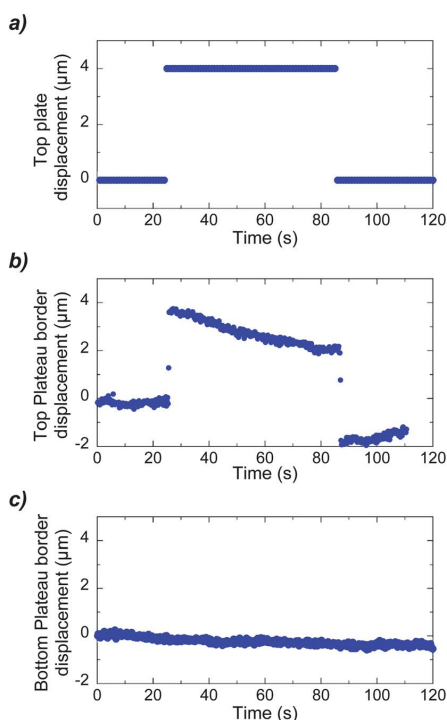 a)
Top plate
displacement (µm)
4
2
0
0 20 40 60 80 100 120
Time (s)
b)
Top Plateau border
displacement (µm)
4
2
0
-2
0 20 40 60 80 100 120
Time (s)
c)
Bottom Plateau border
displacement (µm)
4
2
0
-2
0 20 40 60 80 100 120
Time (s)